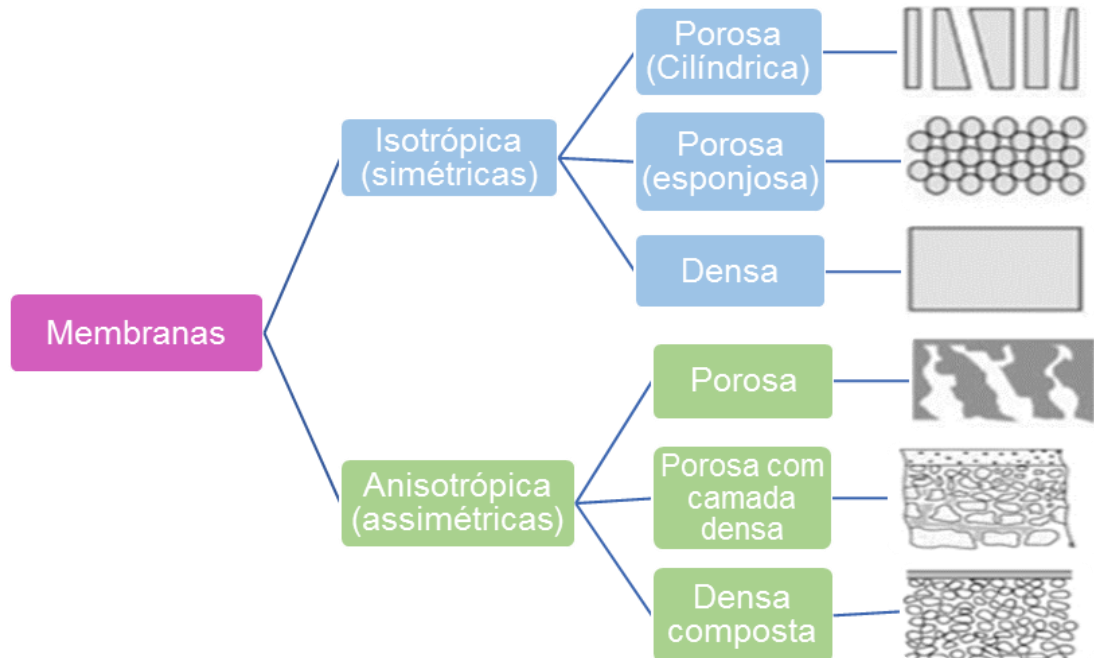 Membranas
Isotrópica
(simétricas)
Porosa
(Cilíndrica)
Porosa
(esponjosa)
Densa
Anisotrópica
(assimétricas)
Porosa
Porosa com
camada
densa
Densa
composta